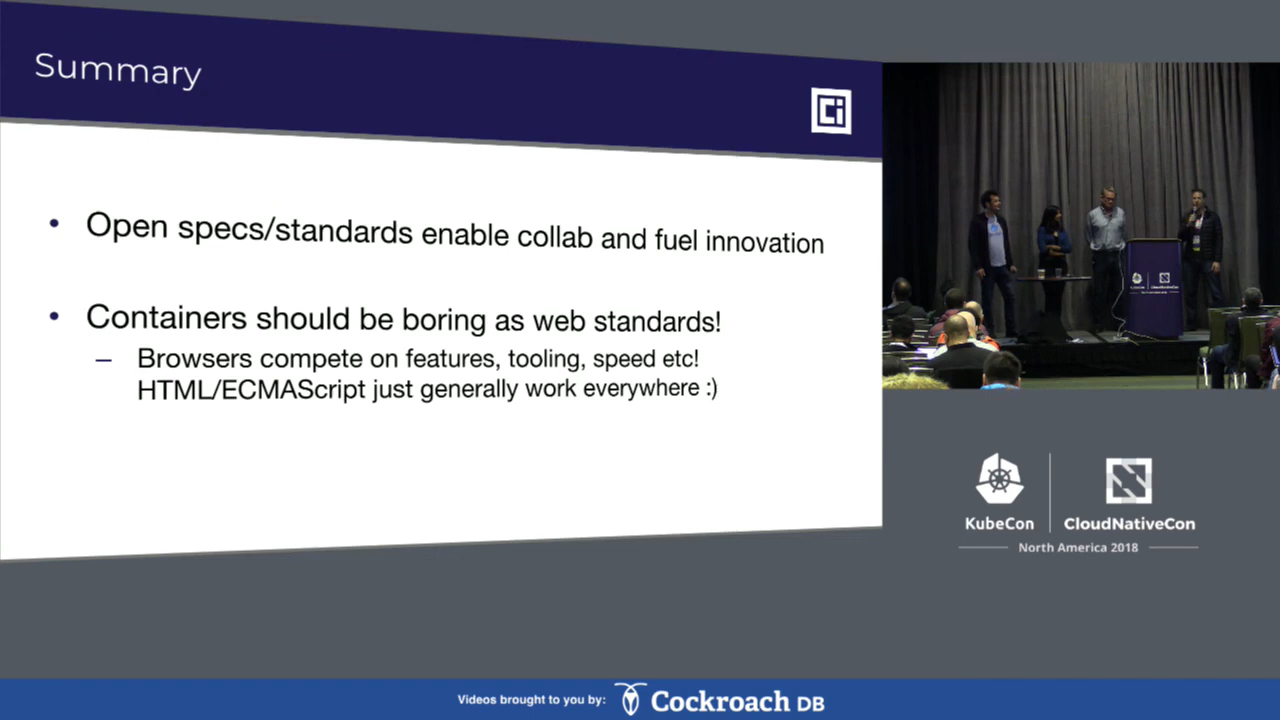 Summary
Ci
• Open specs/standards enable collab and fuel innovation
• Containers should be boring as web standards!
– Browsers compete on features, tooling, speed etc!
HTML/ECMAScript just generally work everywhere :)
KubeCon
CloudNativeCon
North America 2018
Videos brought to you by: Cockroach DB